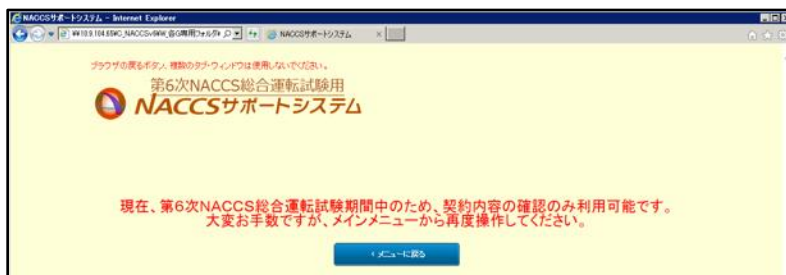 NACCSサポートシステム - Internet Explorer
NACCSサポートシステム
ブラウザの戻るボタン、複数のタブ・ウィンドウは使用しないでください。
第6次NACCS総合運転試験用
NACCSサポートシステム
現在、第6次NACCS総合運転試験期間中のため、契約内容の確認のみ利用可能です。
大変お手数ですが、メインメニューから再度操作してください。
メニューに戻る